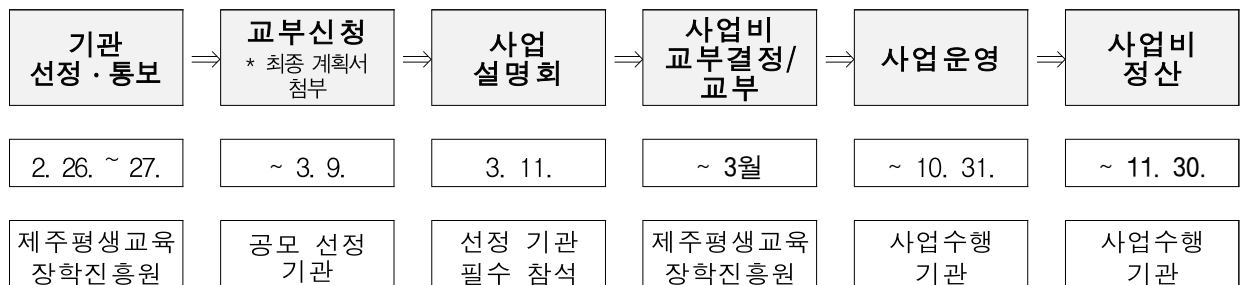 기관
선정·통보
⇒
교부신청
* 최종 계획서
첨부
⇒
사업
설명회
⇒
사업비
교부결정/
교부
⇒
사업운영
⇒
사업비
정산
2. 26. ~ 27.
~ 3. 9.
3. 11.
~ 3월
~ 10. 31.
~ 11. 30.
제주평생교육
장학진흥원
공모 선정
기관
선정 기관
필수 참석
제주평생교육
장학진흥원
사업수행
기관
사업수행
기관